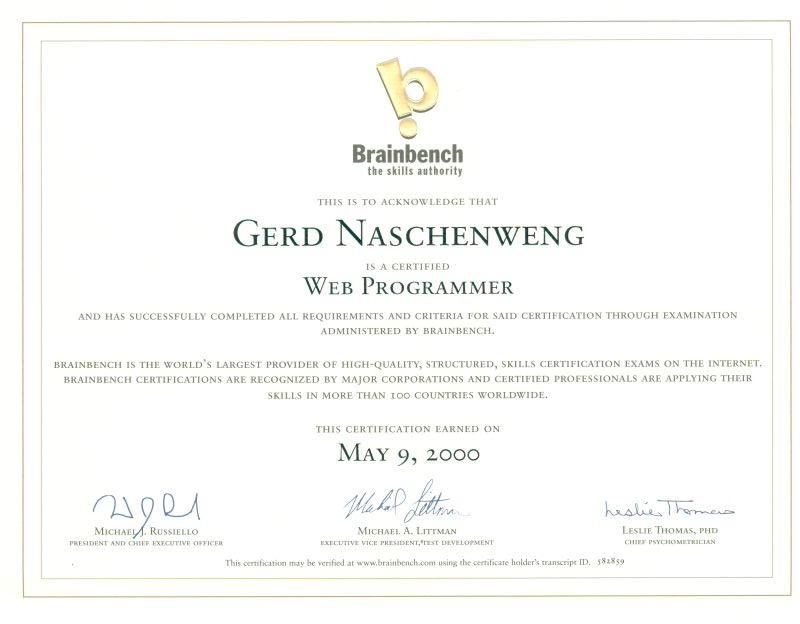 Brainbench
the skills authority
THIS IS TO ACKNOWLEDGE THAT
GERD NASCHENWENG
IS A CERTIFIED
WEB PROGRAMMER
AND HAS SUCCESSFULLY COMPLETED ALL REQUIREMENTS AND CRITERIA FOR SAID CERTIFICATION THROUGH EXAMINATION
ADMINISTERED BY BRAINBENCH.
BRAINBENCH IS THE WORLD'S LARGEST PROVIDER OF HIGH-QUALITY, STRUCTURED, SKILLS CERTIFICATION EXAMS ON THE INTERNET.
BRAINBENCH CERTIFICATIONS ARE RECOGNIZED BY MAJOR CORPORATIONS AND CERTIFIED PROFESSIONALS ARE APPLYING THEIR
SKILLS IN MORE THAN 100 COUNTRIES WORLDWIDE.
THIS CERTIFICATION EARNED ON
MAY 9, 2000
Michael Littman
Leslie Thomas
MICHAEL J. RUSSIELLO
PRESIDENT AND CHIEF EXECUTIVE OFFICER
MICHAEL A. LITTMAN
EXECUTIVE VICE PRESIDENT, TEST DEVELOPMENT
LESLIE THOMAS, PHD
CHIEF PSYCHOMETRICIAN
This certification may be verified at www.brainbench.com using the certificate holder's transcript ID. 582859